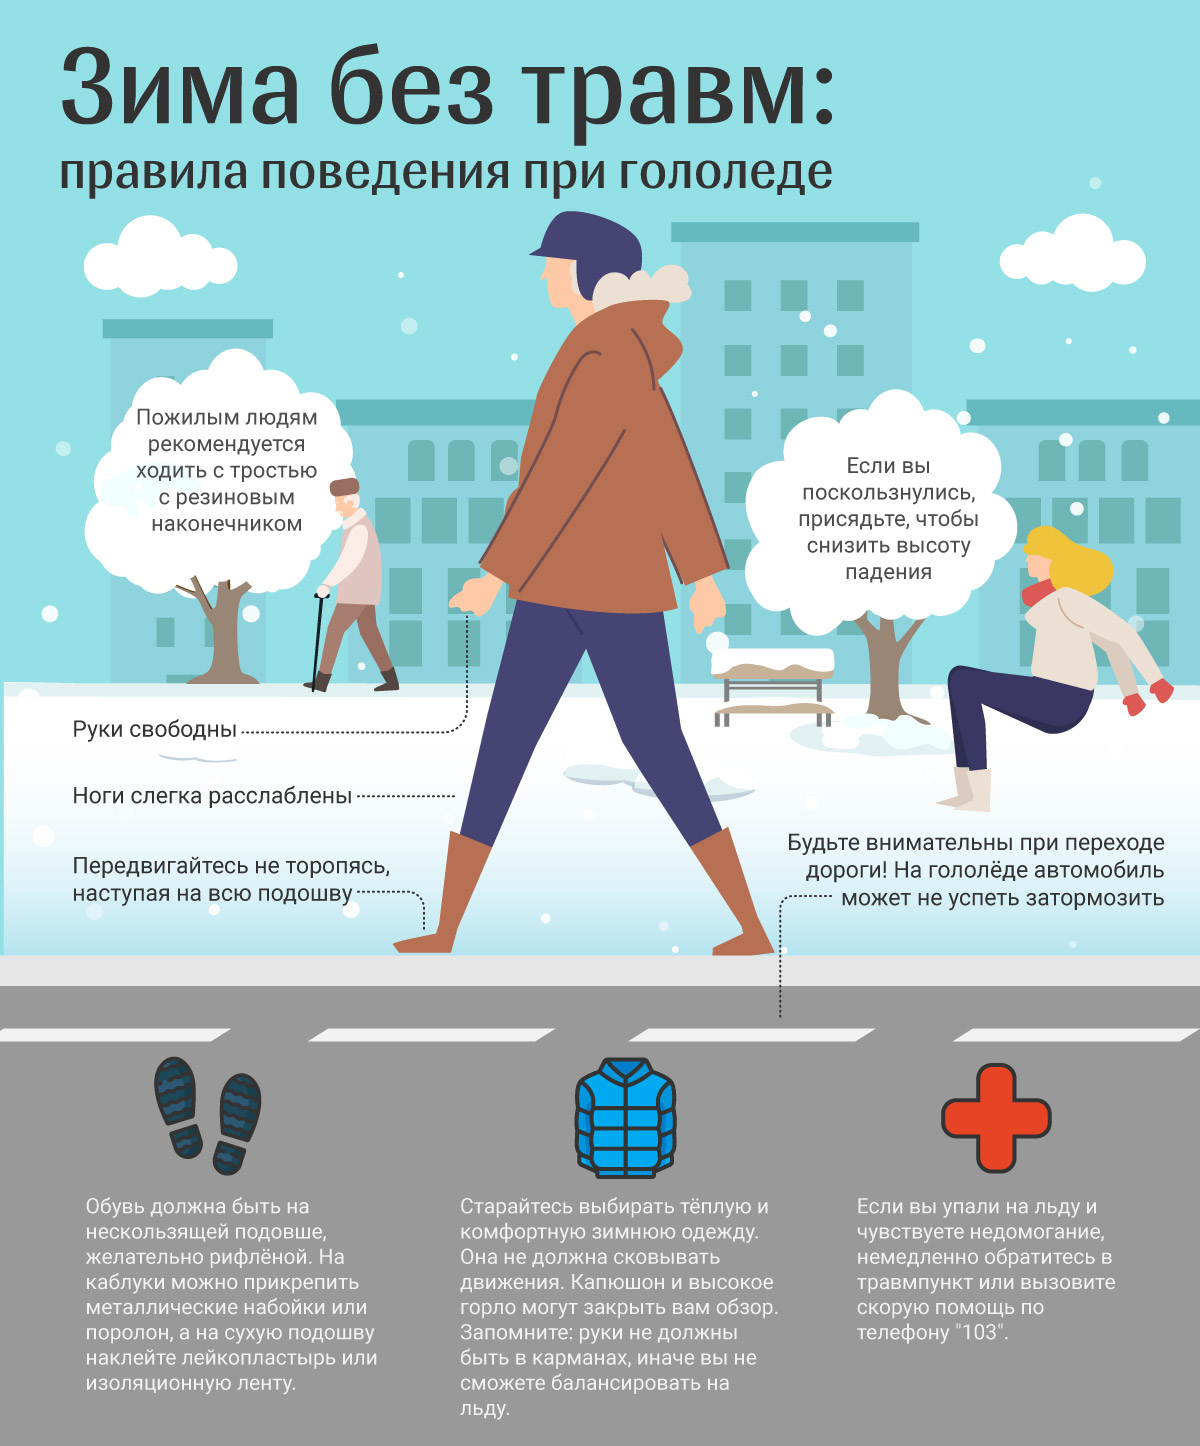 Зима без травм:
правила поведения при гололеде
Пожилым людям
рекомендуется
ходить с тростью
с резиновым
наконечником
Если вы
поскользнулись,
присядьте, чтобы
снизить высоту
падения
Руки свободны
Ноги слегка расслаблены
Передвигайтесь не торопясь,
наступая на всю подошву
Будьте внимательны при переходе
дороги! На гололёде автомобиль
может не успеть затормозить
Обувь должна быть на
нескользящей подовше,
желательно рифлёной. На
каблуки можно прикрепить
металлические набойки или
поролон, а на сухую подошву
наклейте лейкопластырь или
изоляционную ленту.
Старайтесь выбирать тёплую и
комфортную зимнюю одежду.
Она не должна сковывать
движения. Капюшон и высокое
горло могут закрыть вам обзор.
Запомните: руки не должны
быть в карманах, иначе вы не
сможете балансировать на
льду.
Если вы упали на льду и
чувствуете недомогание,
немедленно обратитесь в
травмпункт или вызовите
скорую помощь по
телефону "103".